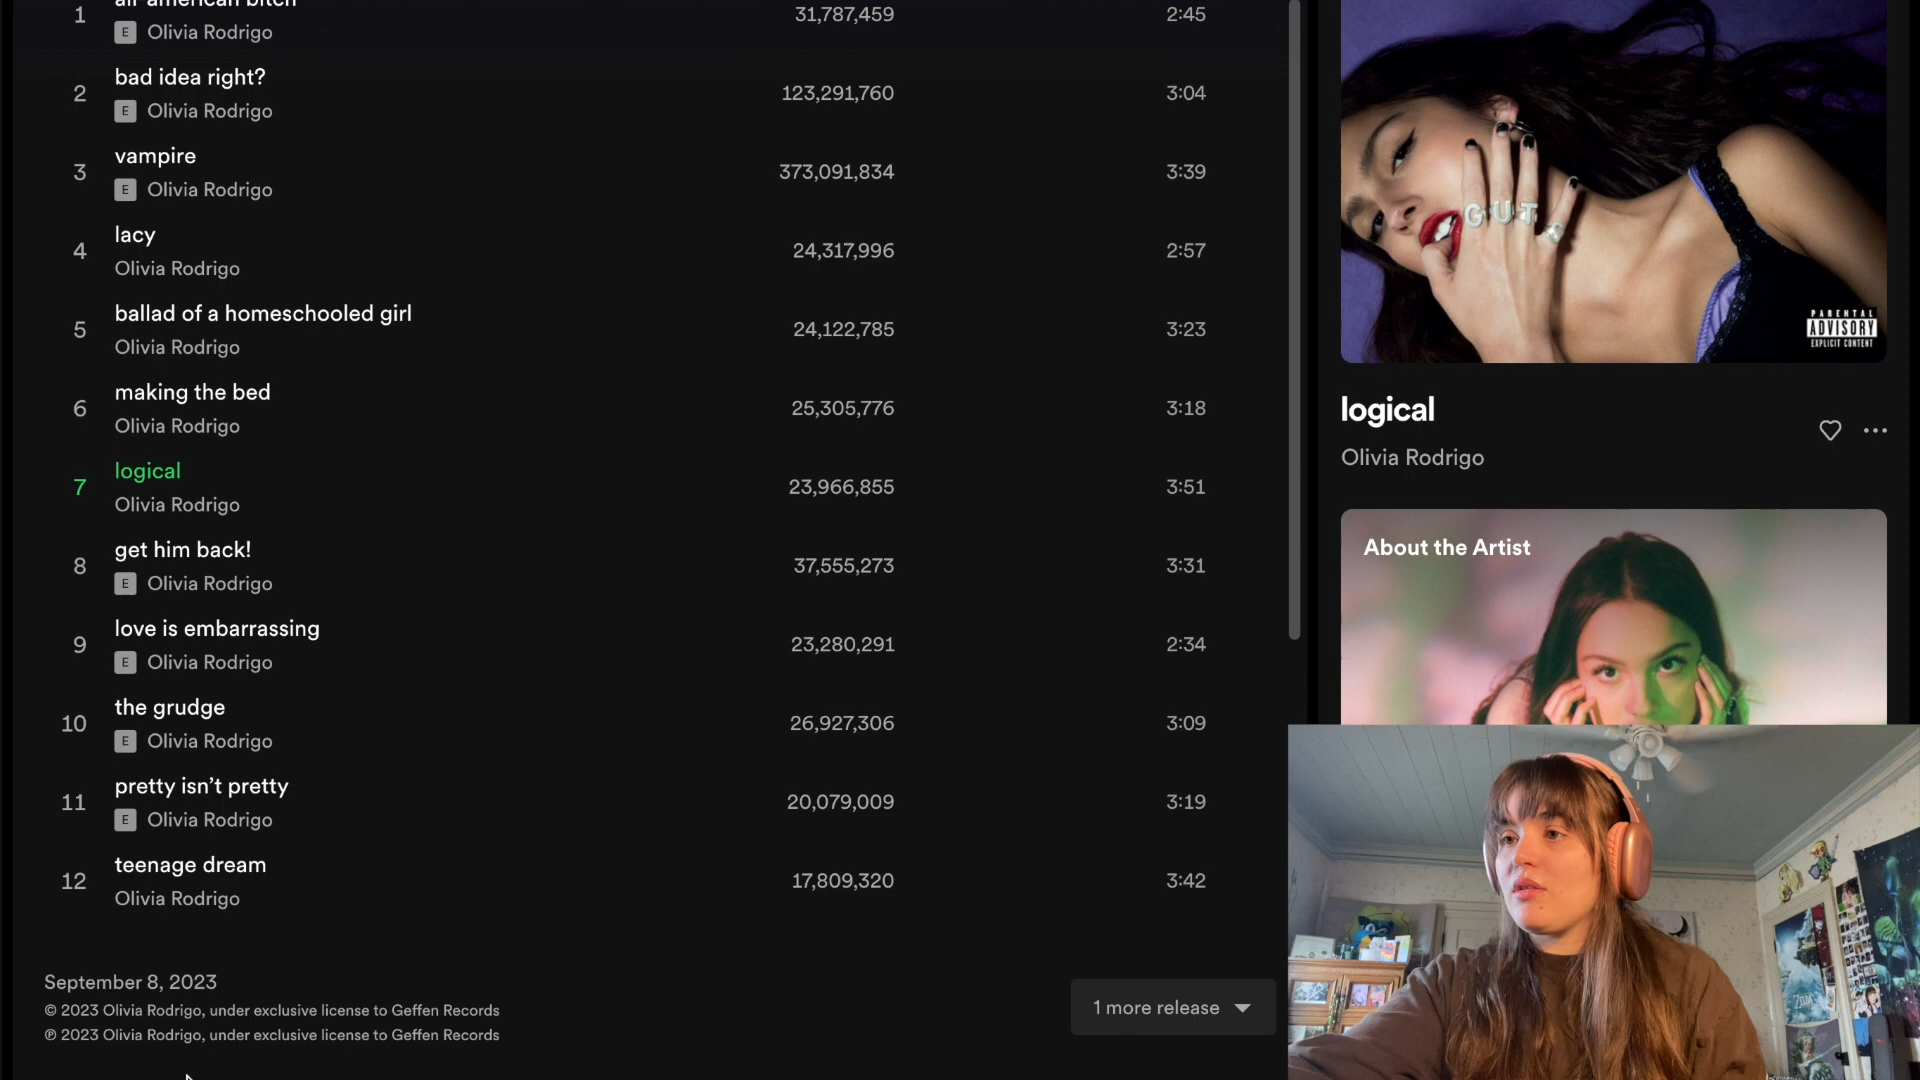 1
all-american bitch
31,787,459
2:45
E Olivia Rodrigo
2
bad idea right?
123,291,760
3:04
E Olivia Rodrigo
3
vampire
373,091,834
3:39
E Olivia Rodrigo
4
lacy
24,317,996
2:57
Olivia Rodrigo
5
ballad of a homeschooled girl
24,122,785
3:23
Olivia Rodrigo
6
making the bed
25,305,776
3:18
Olivia Rodrigo
7
logical
23,966,855
3:51
Olivia Rodrigo
8
get him back!
37,555,273
3:31
E Olivia Rodrigo
9
love is embarrassing
23,280,291
2:34
E Olivia Rodrigo
10
the grudge
26,927,306
3:09
E Olivia Rodrigo
11
pretty isn’t pretty
20,079,009
3:19
E Olivia Rodrigo
12
teenage dream
17,809,320
3:42
Olivia Rodrigo
September 8, 2023
© 2023 Olivia Rodrigo, under exclusive license to Geffen Records
℗ 2023 Olivia Rodrigo, under exclusive license to Geffen Records
1 more release
GUT
PARENTAL
ADVISORY
EXPLICIT CONTENT
logical
Olivia Rodrigo
About the Artist
ZELDA